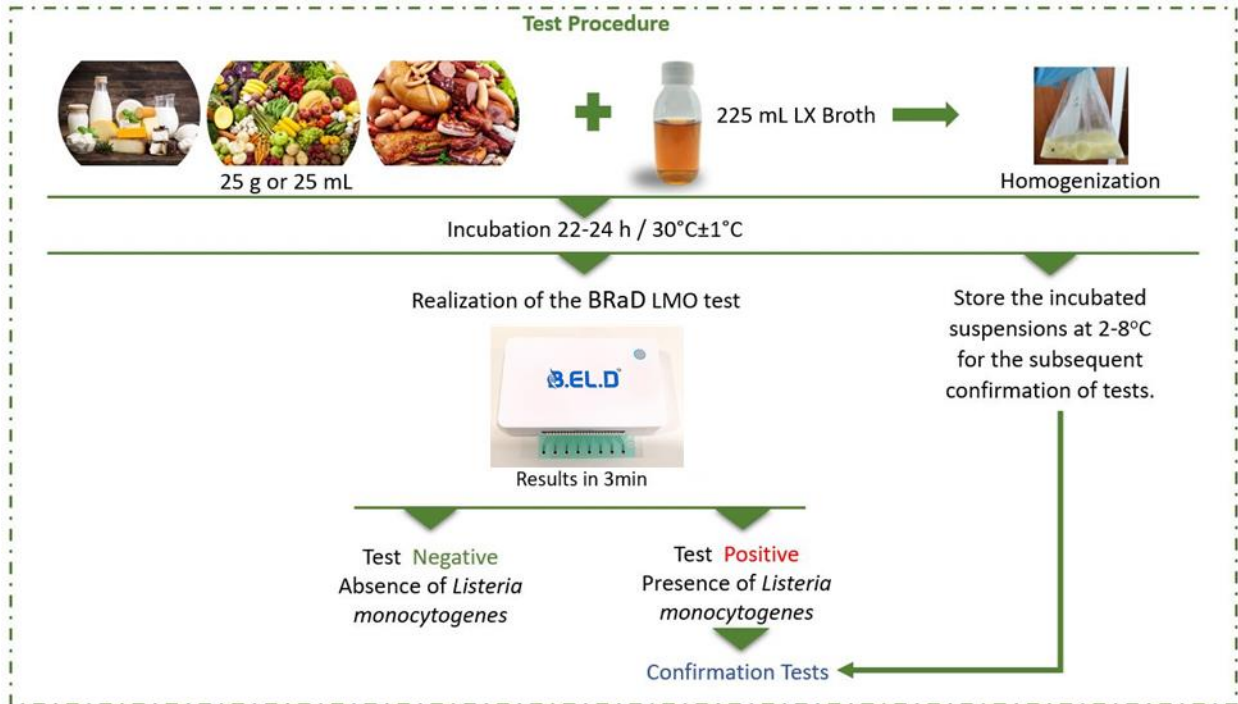 Test Procedure
225 mL LX Broth
25 g or 25 mL
Homogenization
Incubation 22-24 h / 30°C±1°C
Realization of the BRaD LMO test
B.EL.D
Results in 3min
Store the incubated
suspensions at 2-8°C
for the subsequent
confirmation of tests.
Test Negative
Absence of Listeria
monocytogenes
Test Positive
Presence of Listeria
monocytogenes
Confirmation Tests